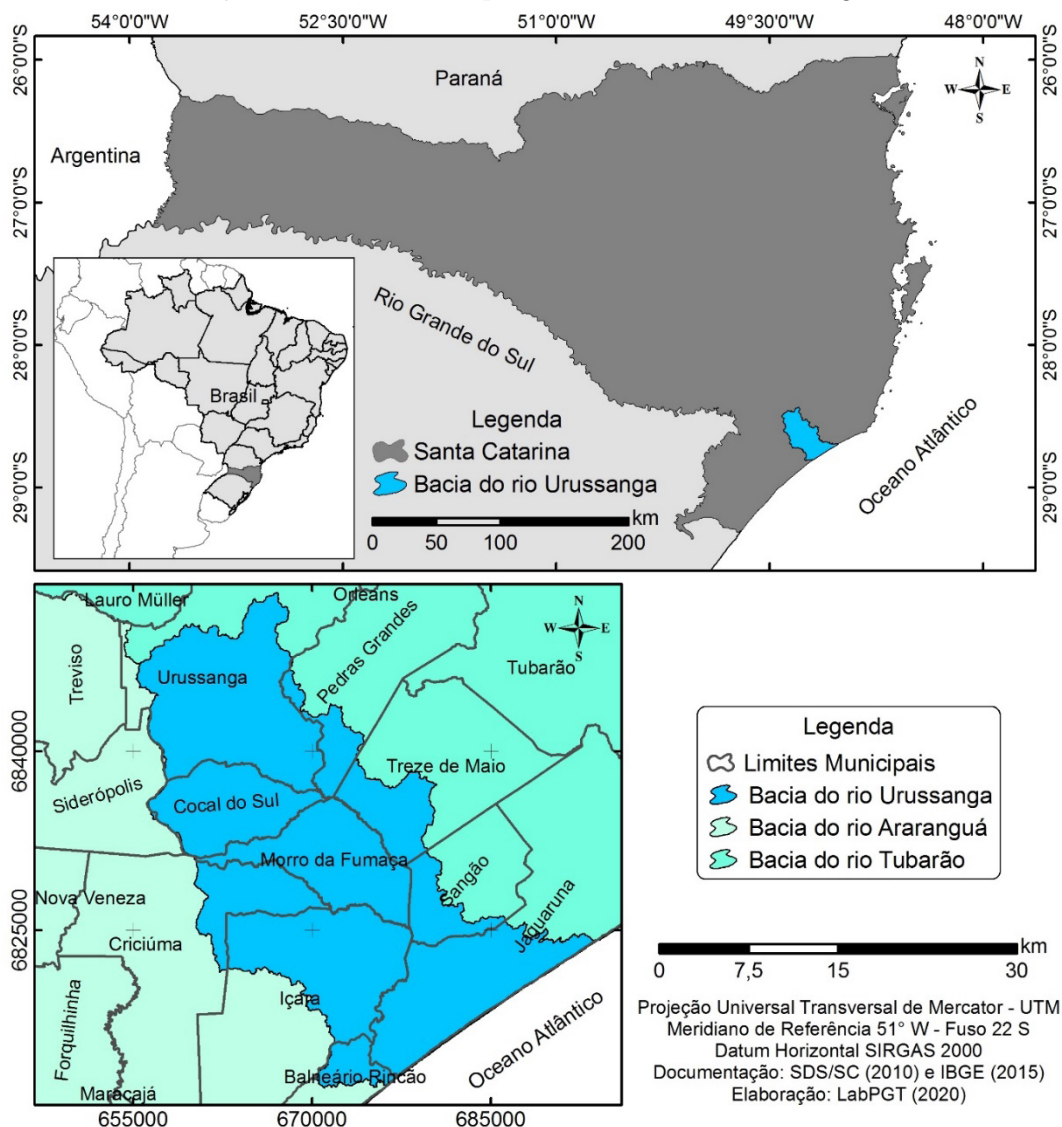 54°0'0"W 52°30'0"W 51°0'0"W 49°30'0"W 48°0'0"W
26°0'0"S
27°0'0"S
28°0'0"S
29°0'0"S
26°0'0"S
27°0'0"S
28°0'0"S
29°0'0"S
Paraná
N
W E
S
Argentina
Rio Grande do Sul
Brasil
Oceano Atlântico
Legenda
Santa Catarina
Bacia do rio Urussanga
km
0 50 100 200
Lauro Müller
Orleans
N
W E
S
Treviso
Urussanga
Pedras Grandes
Tubarão
6840000
Siderópolis
Treze de Maio
Cocal do Sul
Morro da Fumaça
Nova Veneza
Sangão
Jaguaruna
6825000
Criciúma
Içara
Forquilhinha
Oceano Atlântico
Maracajá
Balneário Rincão
655000 670000 685000
Legenda
Limites Municipais
Bacia do rio Urussanga
Bacia do rio Araranguá
Bacia do rio Tubarão
km
0 7,5 15 30
Projeção Universal Transversal de Mercator - UTM
Meridiano de Referência 51° W - Fuso 22 S
Datum Horizontal SIRGAS 2000
Documentação: SDS/SC (2010) e IBGE (2015)
Elaboração: LabPGT (2020)